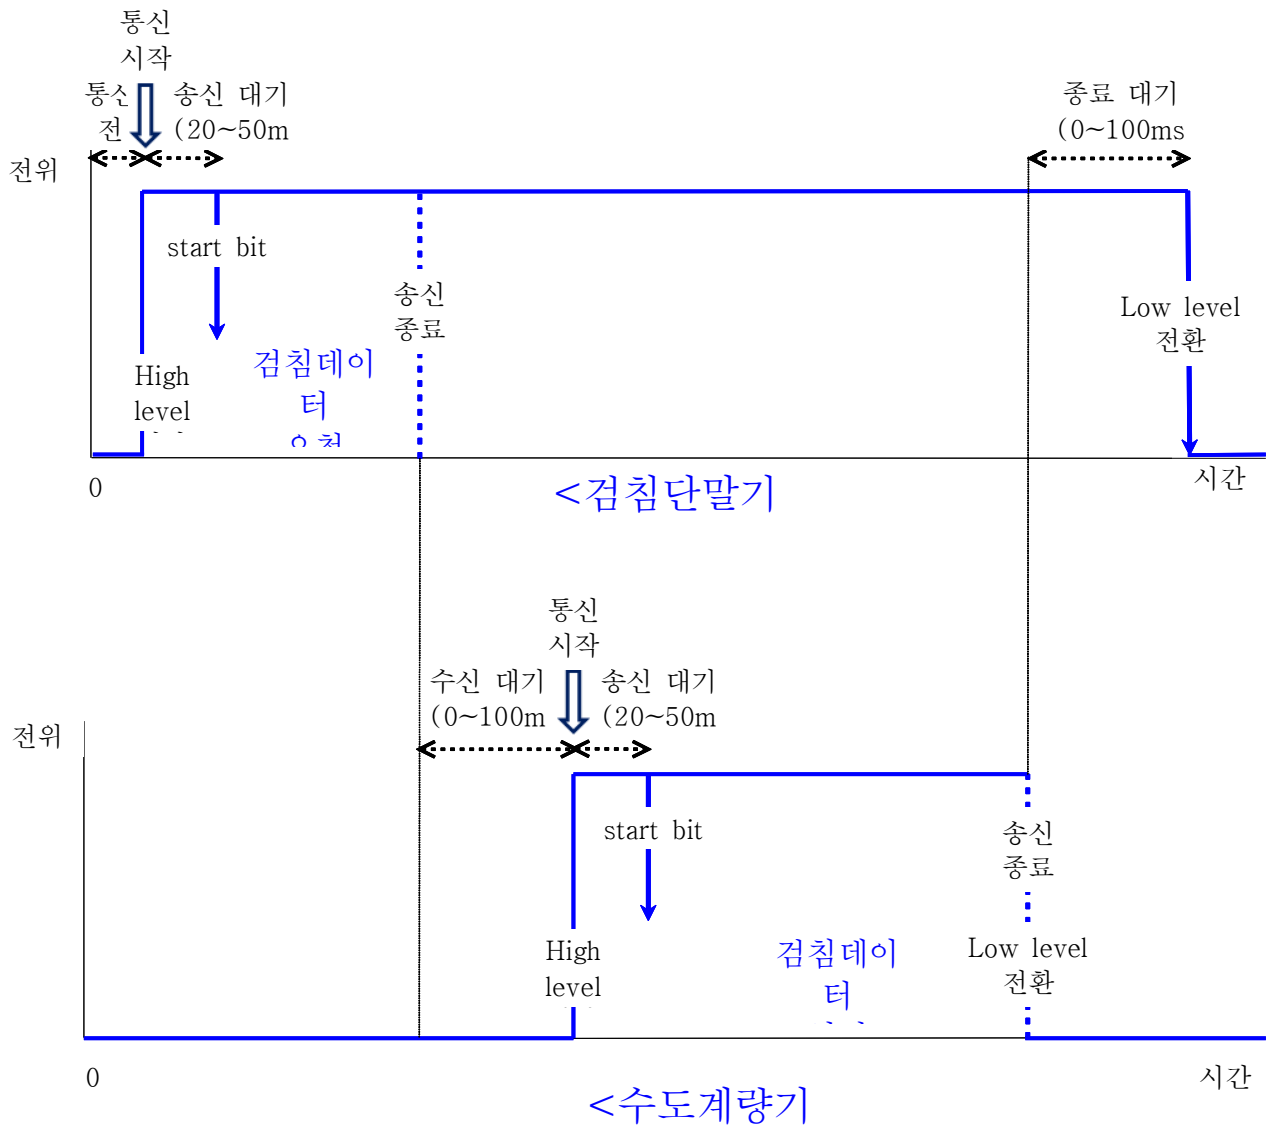 통신
시작
통신
전
송신 대기
(20~50m
종료 대기
(0~100ms
전위
start bit
송신
종료
Low level
전환
High
level
검침데이
터
요청
0
시간
<검침단말기
통신
시작
수신 대기
(0~100m
송신 대기
(20~50m
전위
start bit
송신
종료
High
level
검침데이
터
Low level
전환
0
시간
<수도계량기